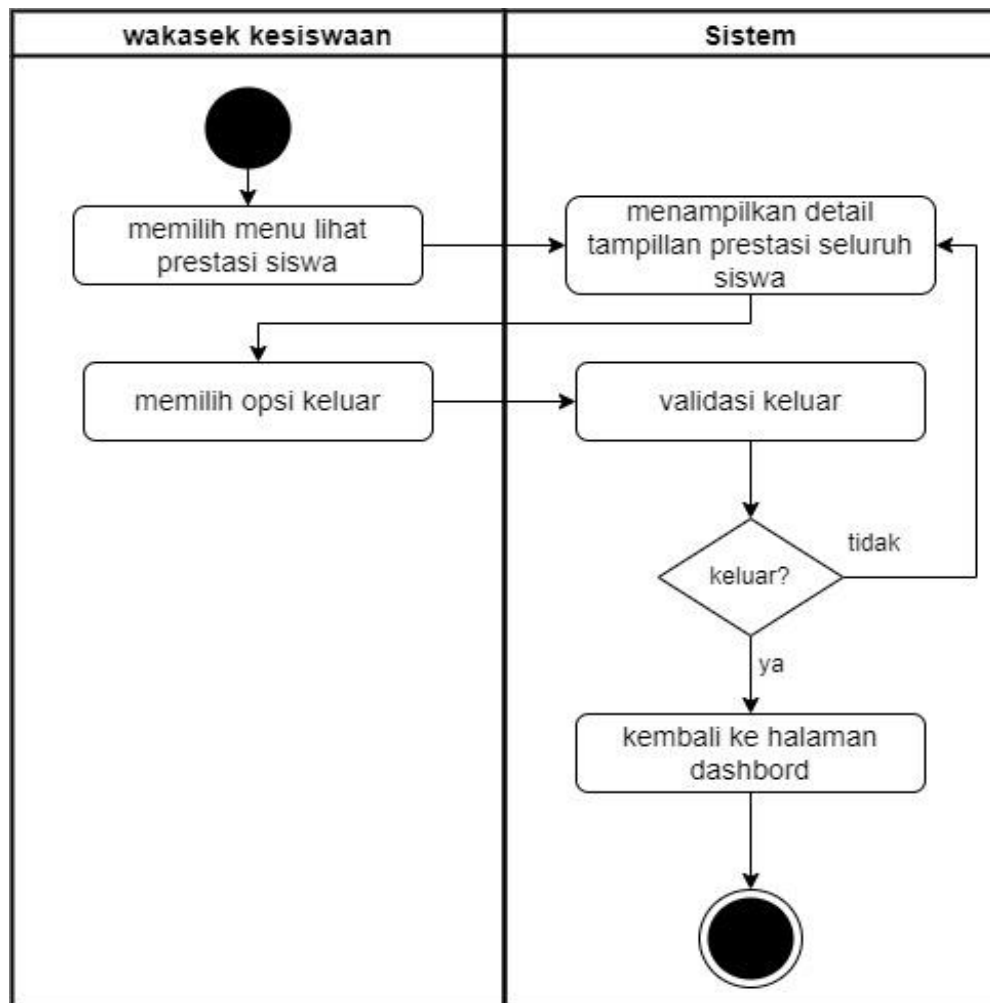 wakasek kesiswaan
Sistem
memilih menu lihat
prestasi siswa
menampilkan detail
tampillan prestasi seluruh
siswa
memilih opsi keluar
validasi keluar
keluar?
tidak
ya
kembali ke halaman
dashbord